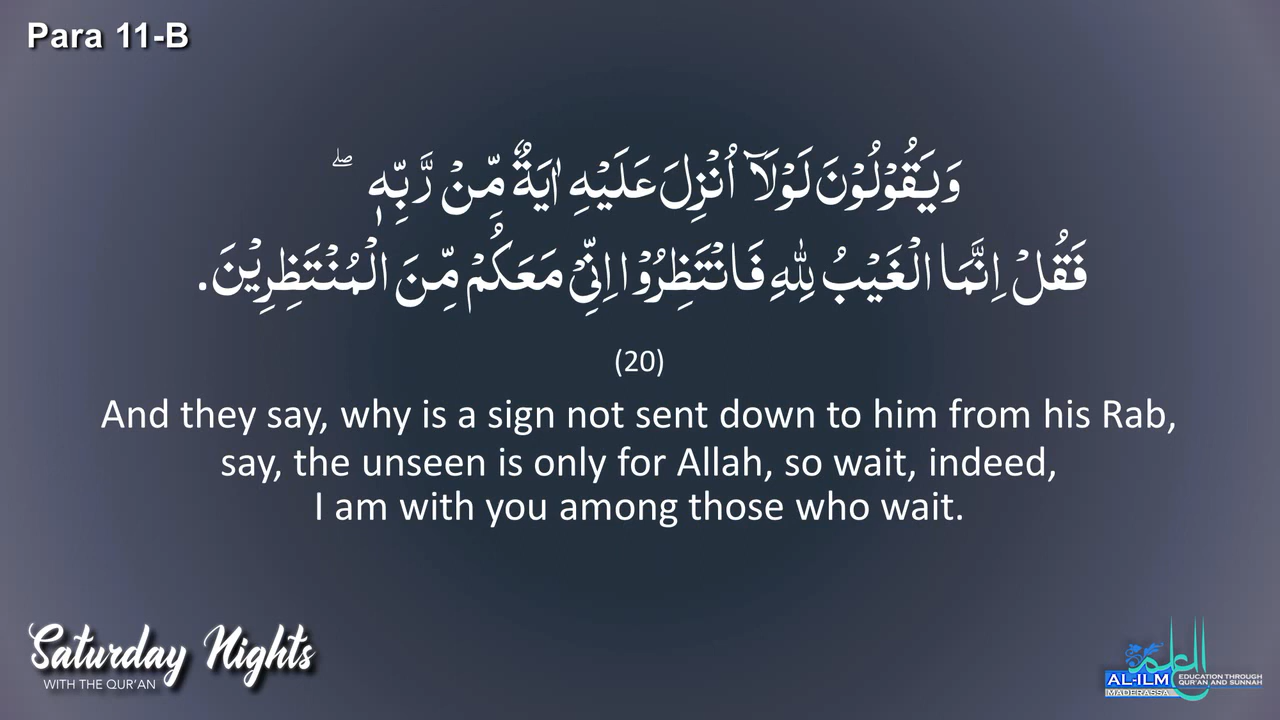 Para 11-B
وَيَقُوْلُوْنَ لَوْلَآ اُنْزِلَ عَلَيْهِ اٰيَةٌ مِّنْ رَّبِّهٖ ۖ
فَقُلْ اِنَّمَا الْغَيْبُ لِلّٰهِ فَانْتَظِرُوْا اِنِّىْ مَعَكُمْ مِّنَ الْمُنْتَظِرِيْنَ.
(20)
And they say, why is a sign not sent down to him from his Rab,
say, the unseen is only for Allah, so wait, indeed,
I am with you among those who wait.
Saturday Nights
WITH THE QUR'AN
العلم
AL-ILM
MADERASSA
EDUCATION THROUGH
QUR'AN AND SUNNAH